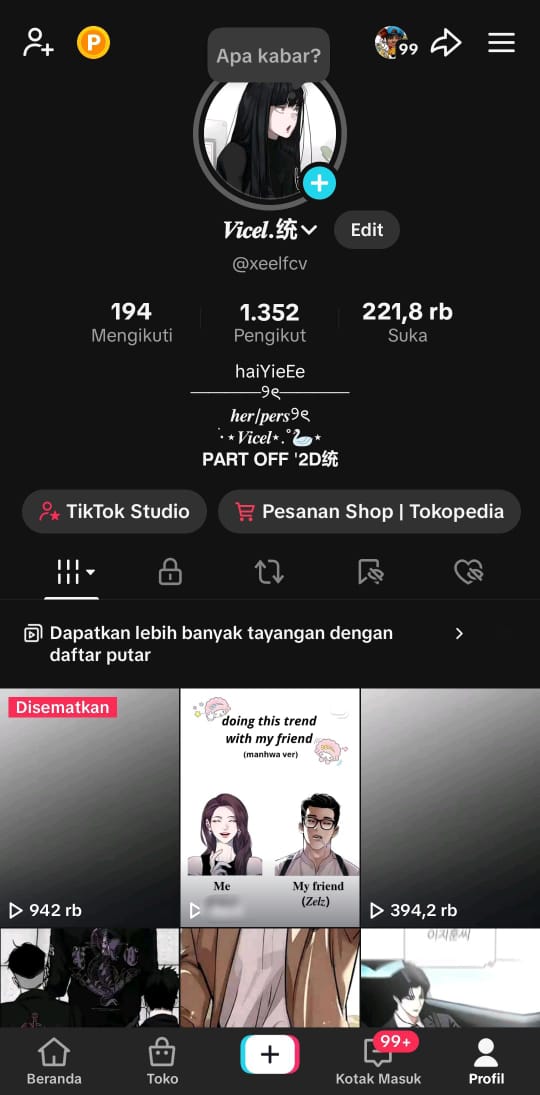 P
Apa kabar?
99
Vicel.统
Edit
@xeelfcv
194
Mengikuti
1.352
Pengikut
221,8 rb
Suka
haiYieEe
————୨ৎ————
her/pers୨ৎ
˙⋆Vicel⋆.˚🦢⋆
PART OFF '2D统
TikTok Studio
Pesanan Shop | Tokopedia
Dapatkan lebih banyak tayangan dengan
daftar putar
Disematkan
942 rb
doing this trend
with my friend
(manhwa ver)
Me
My friend
(Zelz)
394,2 rb
이지훈씨
Beranda
Toko
99+
Kotak Masuk
Profil